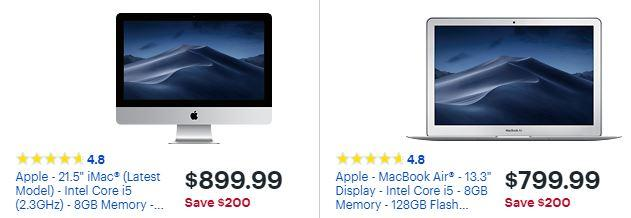 MacBook Air
4.8
Apple - 21.5" iMac® (Latest
Model) - Intel Core i5
(2.3GHz) - 8GB Memory -...
$899.99
Save $200
4.8
Apple - MacBook Air® - 13.3"
Display - Intel Core i5 - 8GB
Memory - 128GB Flash...
$799.99
Save $200